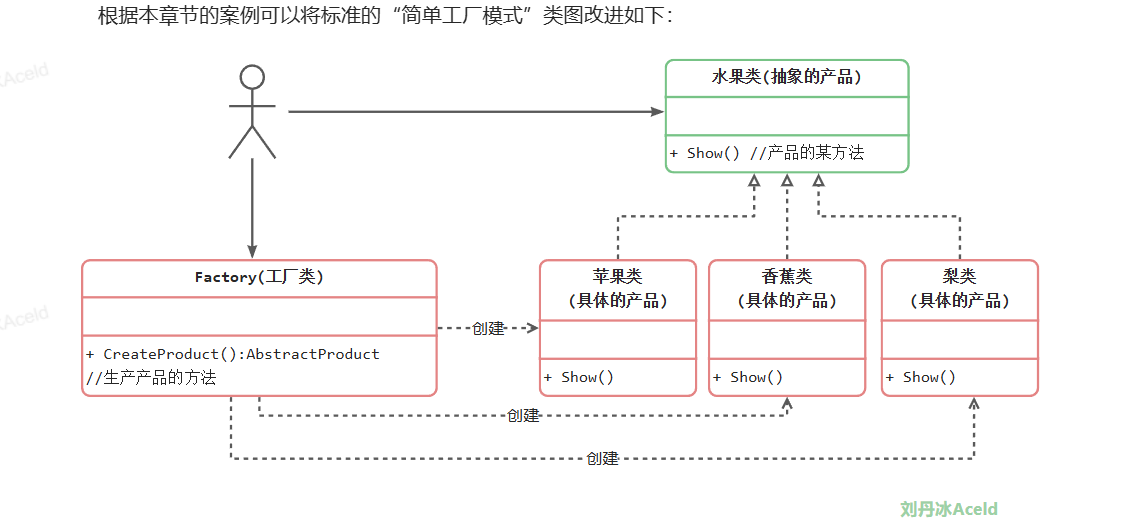 根据本章节的案例可以将标准的“简单工厂模式”类图改进如下：
Aceld
水果类(抽象的产品)
+ Show() //产品的某方法
Factory(工厂类)
+ CreateProduct():AbstractProduct
//生产产品的方法
创建
苹果类
(具体的产品)
+ Show()
香蕉类
(具体的产品)
+ Show()
梨类
(具体的产品)
+ Show()
Aceld
创建
创建
刘丹冰Aceld